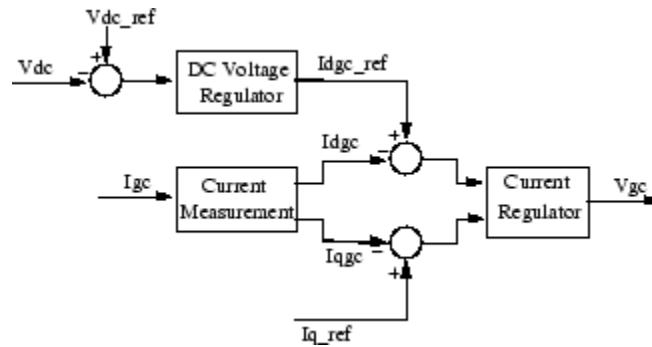 Vdc_ref
+
Vdc
-
DC Voltage
Regulator
Idgc_ref
+
-
Idgc
Igc
Current
Measurement
Current
Regulator
Vgc
Iqgc
-
+
Iq_ref